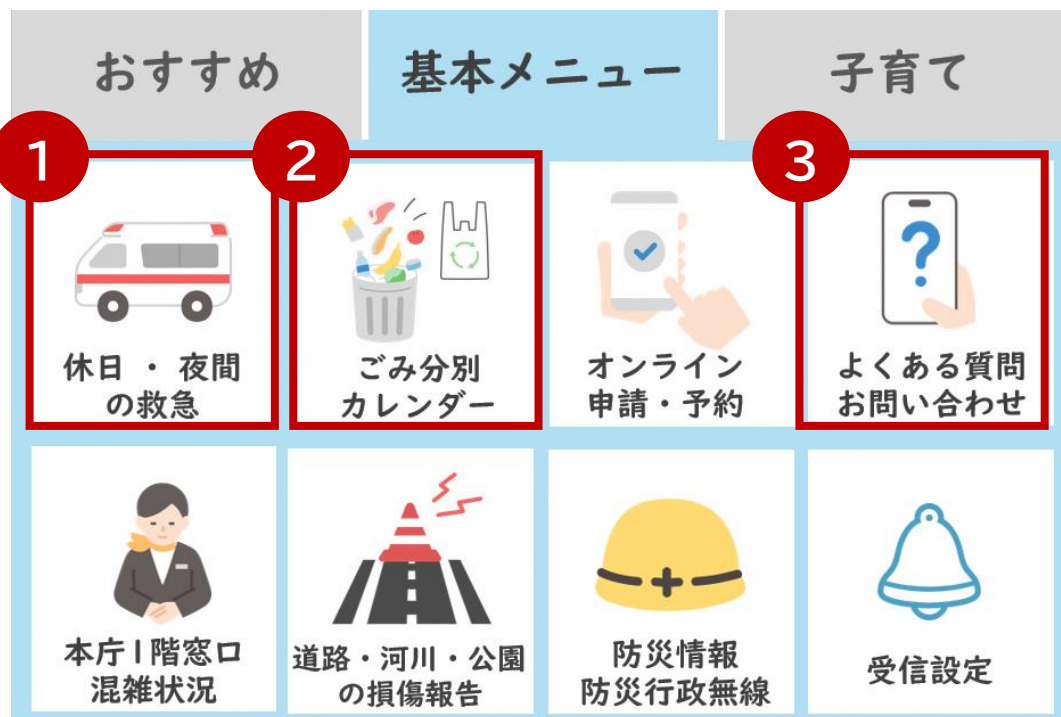 おすすめ
基本メニュー
子育て
1
2
3
休日・夜間
の救急
ごみ分別
カレンダー
オンライン
申請・予約
?
よくある質問
お問い合わせ
本庁1階窓口
混雑状況
道路・河川・公園
の損傷報告
防災情報
防災行政無線
受信設定